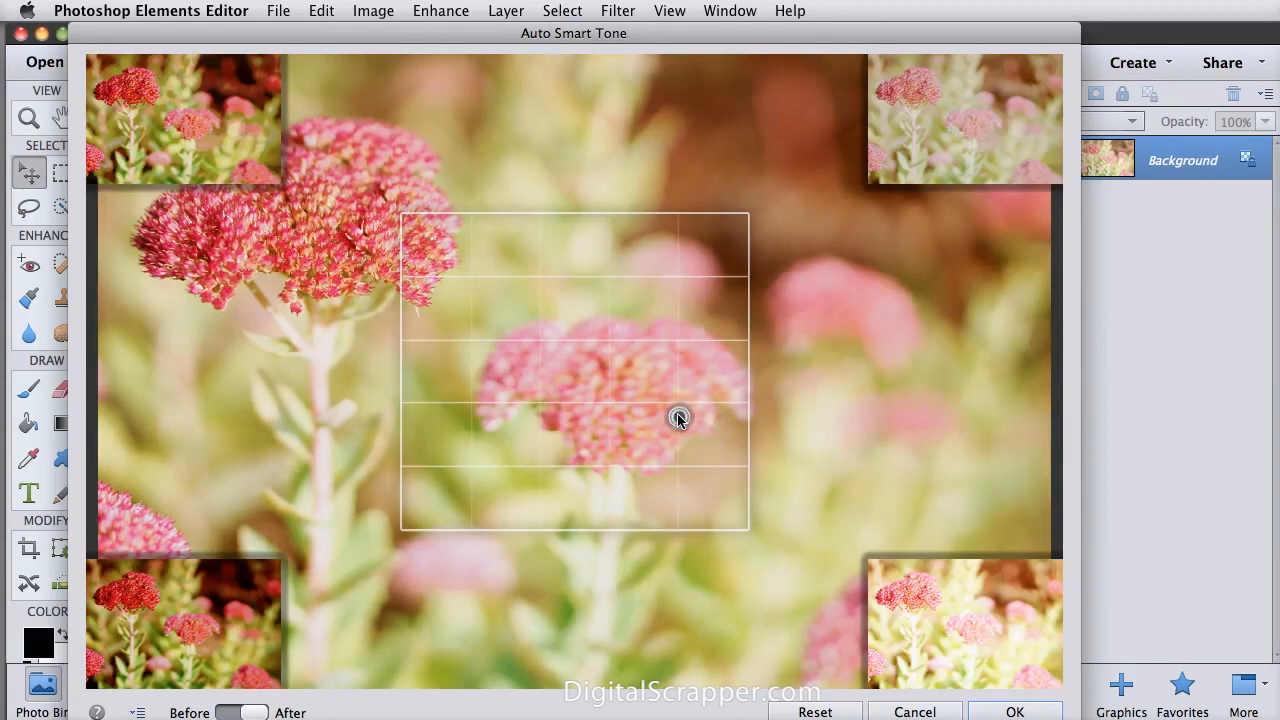 Photoshop Elements Editor File Edit Image Enhance Layer Select Filter View Window Help
Auto Smart Tone
Open
Create
Share
VIEW
Opacity: 100%
SELECT
Background
ENHANC
DRAW
T
MODIFY
COLOR
DigitalScrapper.com
Photo Bin
? Before After
Reset
Cancel
OK
Graphics
Favorites
More